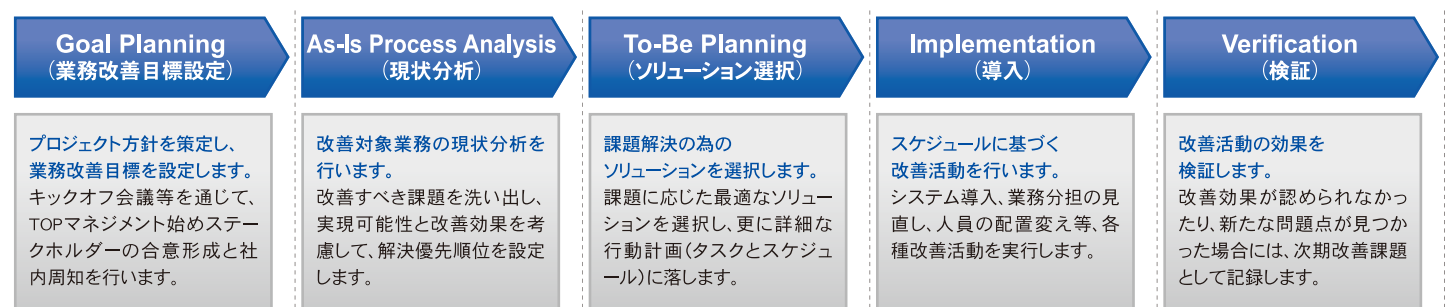 Goal Planning
（業務改善目標設定）
プロジェクト方針を策定し、
業務改善目標を設定します。
キックオフ会議等を通じて、
TOPマネジメント始めステー
クホルダーの合意形成と社
内周知を行います。
As-Is Process Analysis
（現状分析）
改善対象業務の現状分析を
行います。
改善すべき課題を洗い出し、
実現可能性と改善効果を考
慮して、解決優先順位を設定
します。
To-Be Planning
（ソリューション選択）
課題解決の為の
ソリューションを選択します。
課題に応じた最適なソリュー
ションを選択し、更に詳細な
行動計画（タスクとスケジュ
ール）に落します。
Implementation
（導入）
スケジュールに基づく
改善活動を行います。
システム導入、業務分担の見
直し、人員の配置変え等、各
種改善活動を実行します。
Verification
（検証）
改善活動の効果を
検証します。
改善効果が認められなかっ
たり、新たな問題点が見つか
った場合には、次期改善課題
として記録します。